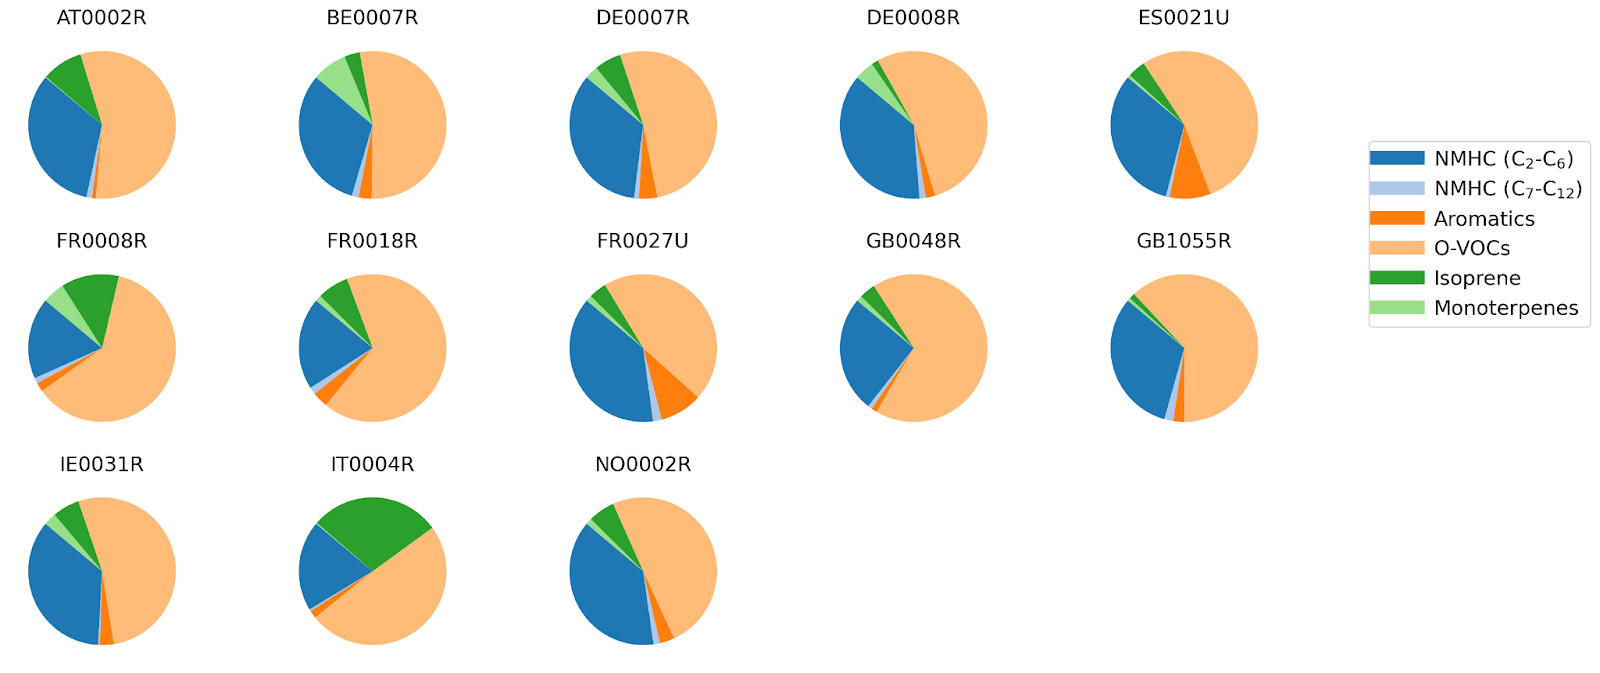 AT0002R
BE0007R
DE0007R
DE0008R
ES0021U
NMHC (C₂-C₆)
NMHC (C₇-C₁₂)
Aromatics
O-VOCs
Isoprene
Monoterpenes
FR0008R
FR0018R
FR0027U
GB0048R
GB1055R
IE0031R
IT0004R
NO0002R